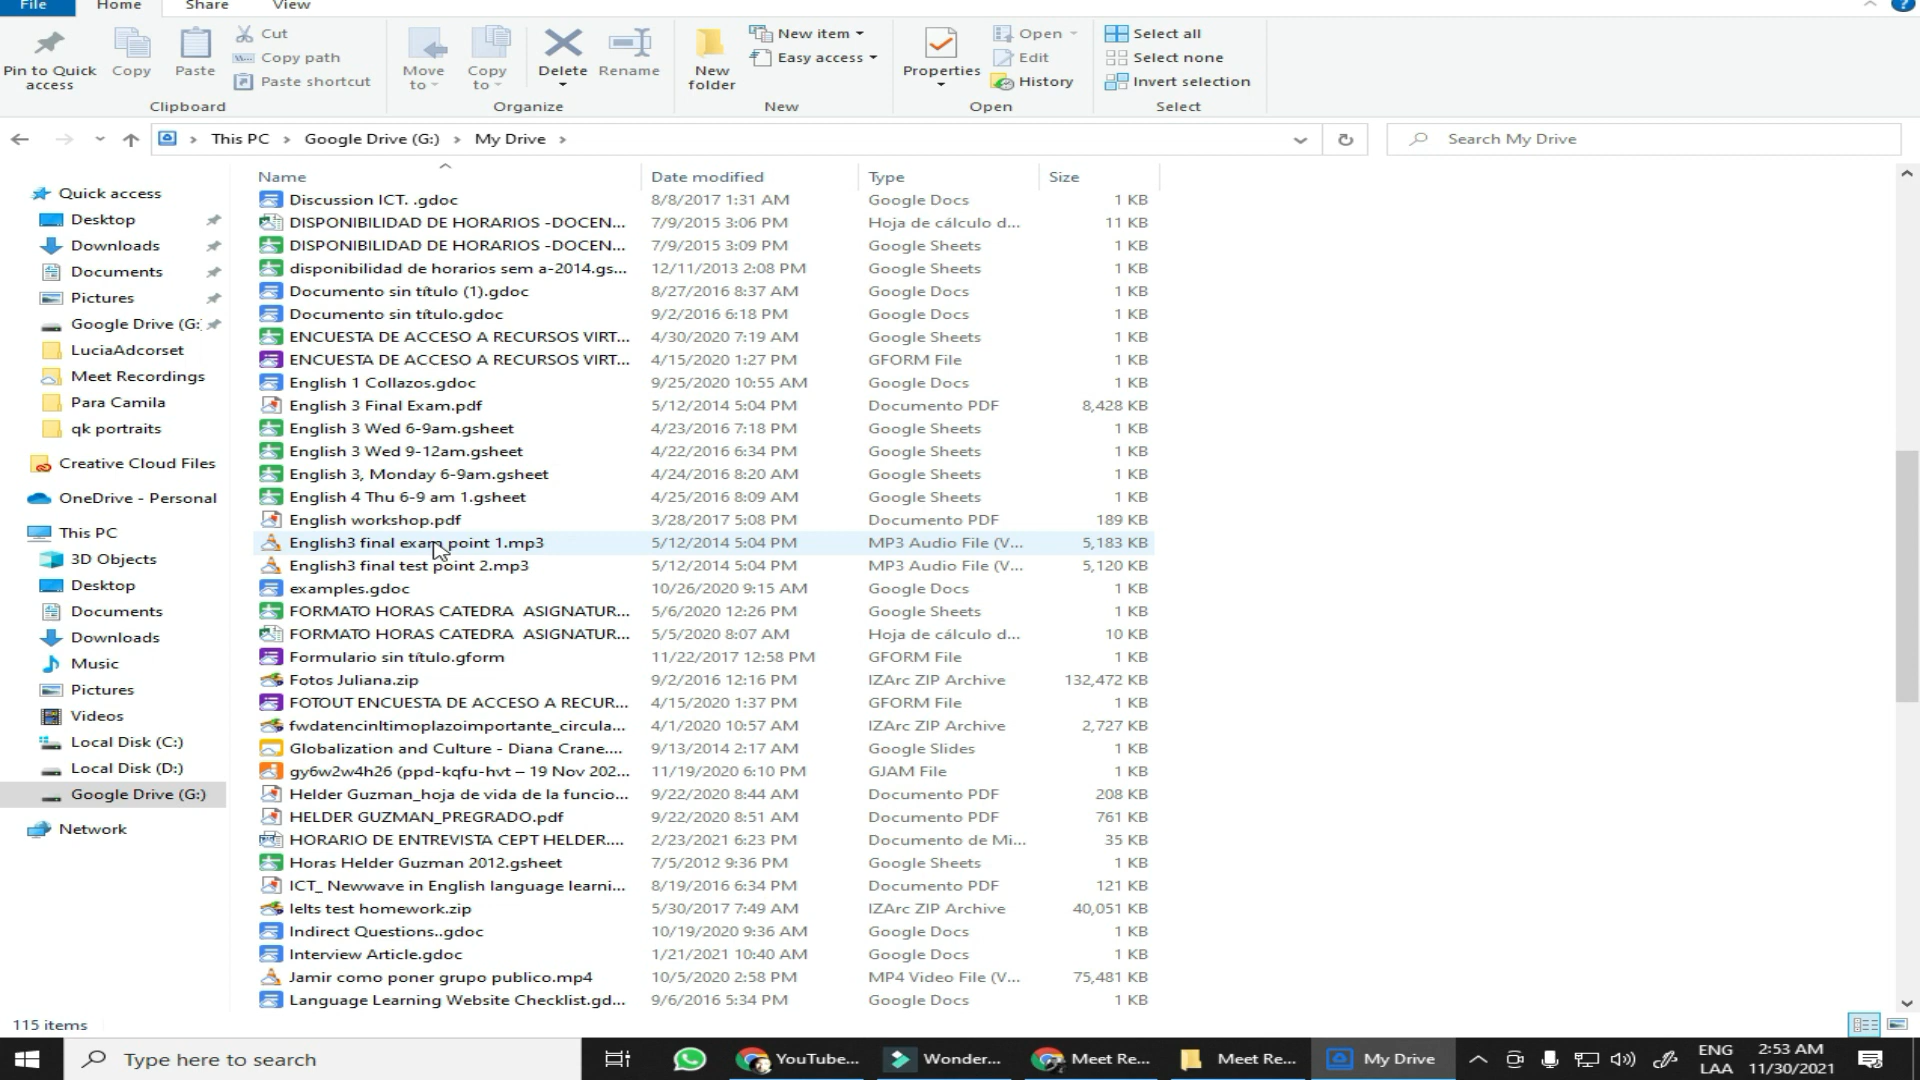 File Home Share View
Pin to Quick access
Copy
Paste
Cut
Copy path
Paste shortcut
Clipboard
Move to
Copy to
Delete
Rename
Organize
New folder
New item
Easy access
New
Properties
Open
Edit
History
Open
Select all
Select none
Invert selection
Select
This PC > Google Drive (G:) > My Drive >
Search My Drive
Quick access
Desktop
Downloads
Documents
Pictures
Google Drive (G:
LuciaAdcorset
Meet Recordings
Para Camila
qk portraits
Creative Cloud Files
OneDrive - Personal
This PC
3D Objects
Desktop
Documents
Downloads
Music
Pictures
Videos
Local Disk (C:)
Local Disk (D:)
Google Drive (G:)
Network
Name Date modified Type Size
Discussion ICT. .gdoc 8/8/2017 1:31 AM Google Docs 1 KB
DISPONIBILIDAD DE HORARIOS -DOCEN... 7/9/2015 3:06 PM Hoja de cálculo d... 11 KB
DISPONIBILIDAD DE HORARIOS -DOCEN... 7/9/2015 3:09 PM Google Sheets 1 KB
disponibilidad de horarios sem a-2014.gs... 12/11/2013 2:08 PM Google Sheets 1 KB
Documento sin título (1).gdoc 8/27/2016 8:37 AM Google Docs 1 KB
Documento sin título.gdoc 9/2/2016 6:18 PM Google Docs 1 KB
ENCUESTA DE ACCESO A RECURSOS VIRT... 4/30/2020 7:19 AM Google Sheets 1 KB
ENCUESTA DE ACCESO A RECURSOS VIRT... 4/15/2020 1:27 PM GFORM File 1 KB
English 1 Collazos.gdoc 9/25/2020 10:55 AM Google Docs 1 KB
English 3 Final Exam.pdf 5/12/2014 5:04 PM Documento PDF 8,428 KB
English 3 Wed 6-9am.gsheet 4/23/2016 7:18 PM Google Sheets 1 KB
English 3 Wed 9-12am.gsheet 4/22/2016 6:34 PM Google Sheets 1 KB
English 3, Monday 6-9am.gsheet 4/24/2016 8:20 AM Google Sheets 1 KB
English 4 Thu 6-9 am 1.gsheet 4/25/2016 8:09 AM Google Sheets 1 KB
English workshop.pdf 3/28/2017 5:08 PM Documento PDF 189 KB
English3 final exam point 1.mp3 5/12/2014 5:04 PM MP3 Audio File (V... 5,183 KB
English3 final test point 2.mp3 5/12/2014 5:04 PM MP3 Audio File (V... 5,120 KB
examples.gdoc 10/26/2020 9:15 AM Google Docs 1 KB
FORMATO HORAS CATEDRA ASIGNATUR... 5/6/2020 12:26 PM Google Sheets 1 KB
FORMATO HORAS CATEDRA ASIGNATUR... 5/5/2020 8:07 AM Hoja de cálculo d... 10 KB
Formulario sin título.gform 11/22/2017 12:58 PM GFORM File 1 KB
Fotos Juliana.zip 9/2/2016 12:16 PM IZArc ZIP Archive 132,472 KB
FOTOUT ENCUESTA DE ACCESO A RECUR... 4/15/2020 1:37 PM GFORM File 1 KB
fwdatencinltimoplazoimportante_circula... 4/1/2020 10:57 AM IZArc ZIP Archive 2,727 KB
Globalization and Culture - Diana Crane.... 9/13/2014 2:17 AM Google Slides 1 KB
gy6w2w4h26 (ppd-kqfu-hvt – 19 Nov 202... 11/19/2020 6:10 PM GJAM File 1 KB
Helder Guzman_hoja de vida de la funcio... 9/22/2020 8:44 AM Documento PDF 208 KB
HELDER GUZMAN_PREGRADO.pdf 9/22/2020 8:51 AM Documento PDF 761 KB
HORARIO DE ENTREVISTA CEPT HELDER.... 2/23/2021 6:23 PM Documento de Mi... 35 KB
Horas Helder Guzman 2012.gsheet 7/5/2012 9:36 PM Google Sheets 1 KB
ICT_ Newwave in English language learni... 8/19/2016 6:34 PM Documento PDF 121 KB
Ielts test homework.zip 5/30/2017 7:49 AM IZArc ZIP Archive 40,051 KB
Indirect Questions..gdoc 10/19/2020 9:36 AM Google Docs 1 KB
Interview Article.gdoc 1/21/2021 10:40 AM Google Docs 1 KB
Jamir como poner grupo publico.mp4 10/5/2020 2:58 PM MP4 Video File (V... 75,481 KB
Language Learning Website Checklist.gd... 9/6/2016 5:34 PM Google Docs 1 KB
115 items
Type here to search
YouTube...
Wonder...
Meet Re...
Meet Re...
My Drive
ENG
LAA
2:53 AM
11/30/2021